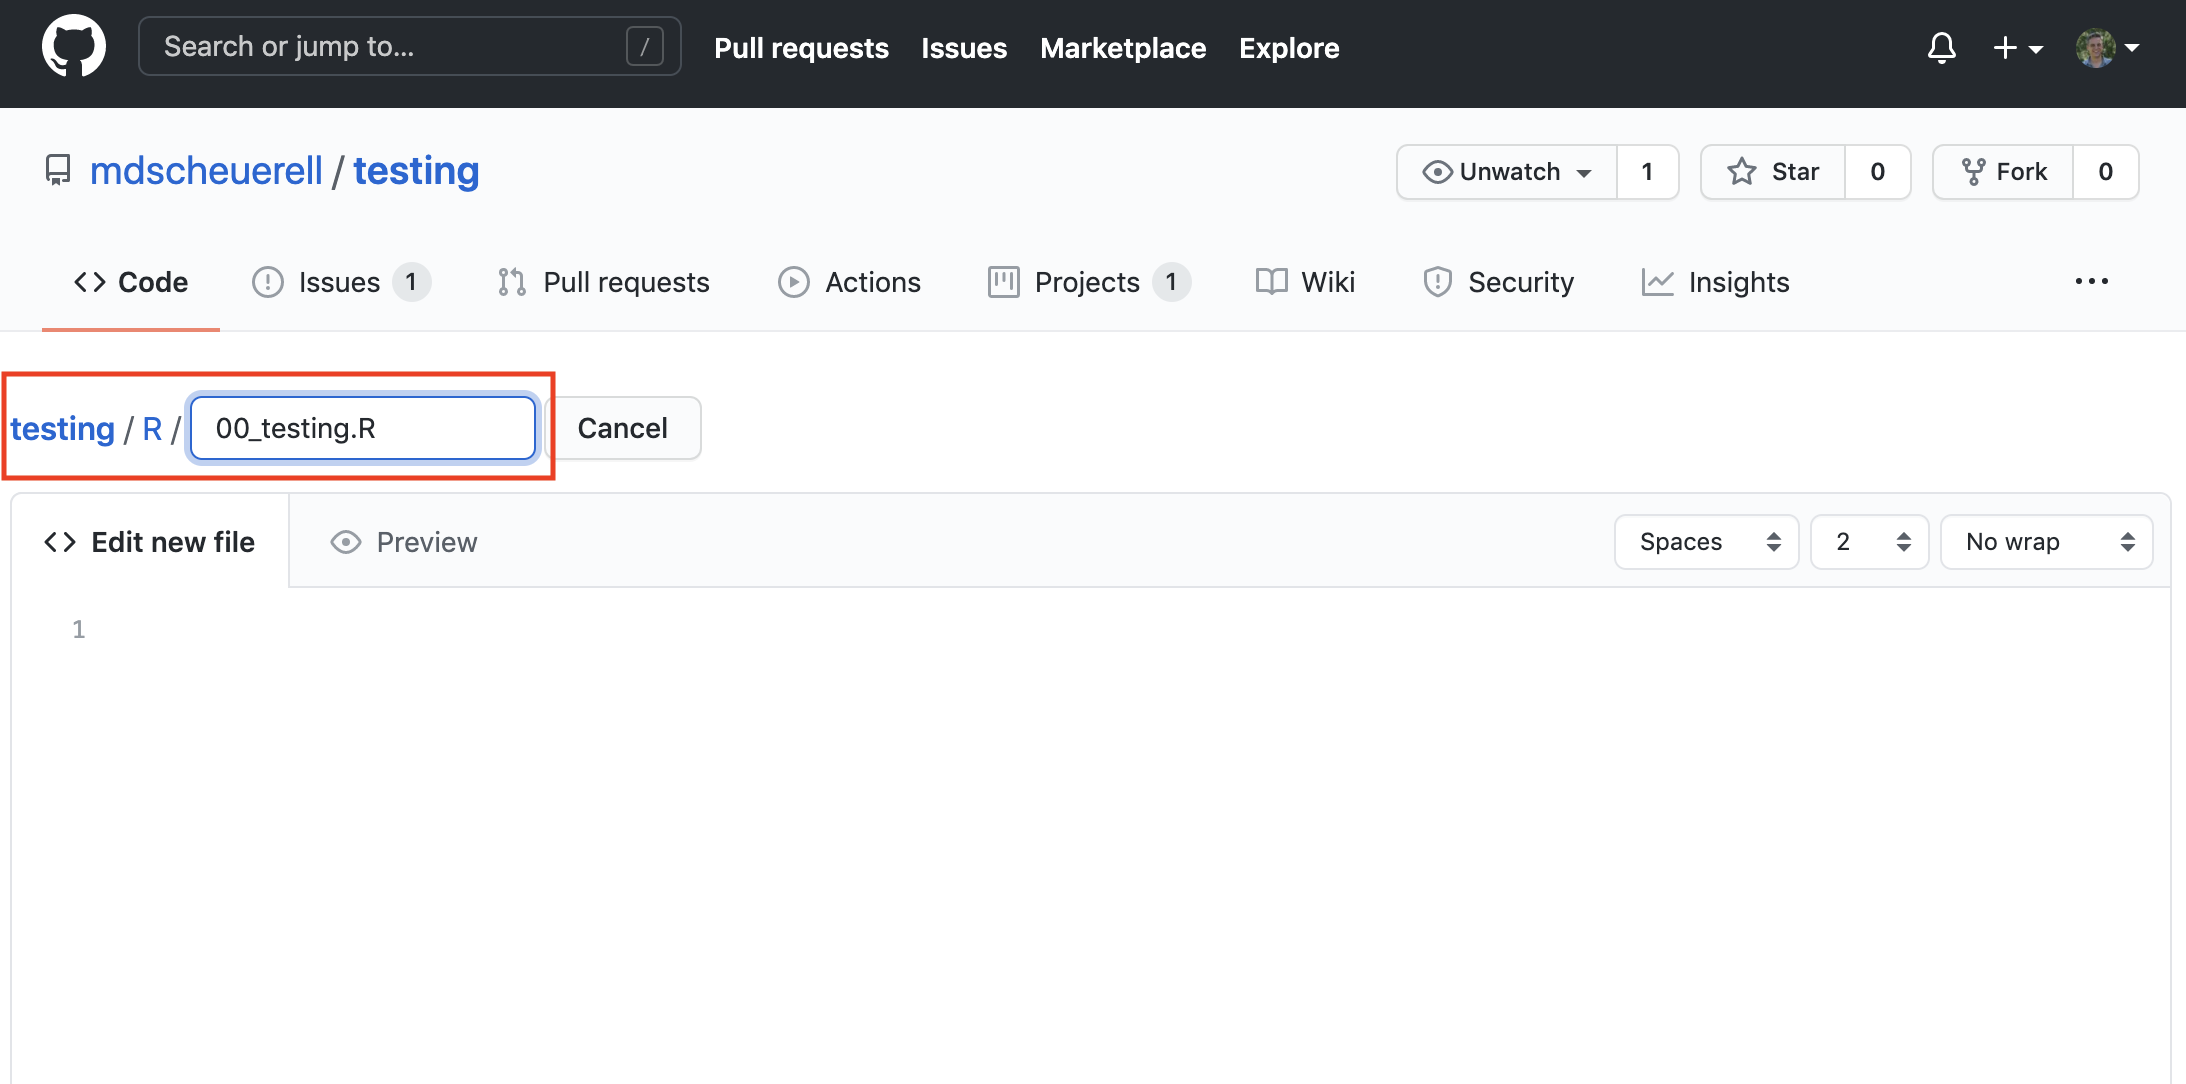 Search or jump to... / Pull requests Issues Marketplace Explore
mdscheuerell / testing Unwatch 1 Star 0 Fork 0
Code Issues 1 Pull requests Actions Projects 1 Wiki Security Insights ...
testing / R / 00_testing.R Cancel
Edit new file Preview Spaces 2 No wrap
1